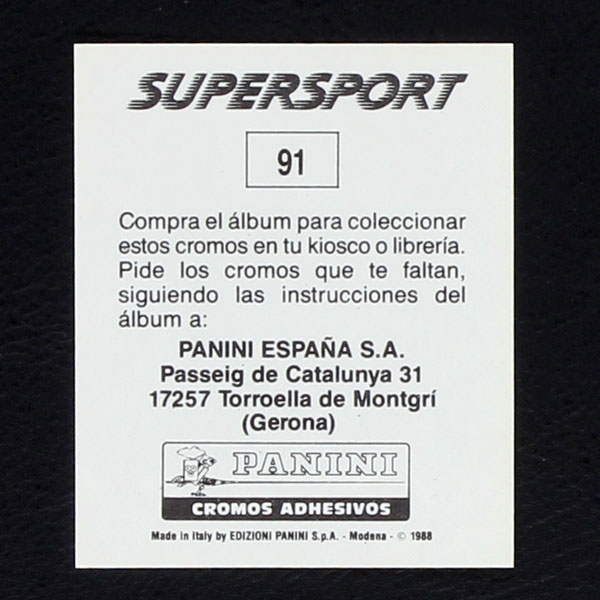 SUPERSPORT
91
Compra el álbum para coleccionar
estos cromos en tu kiosco o librería.
Pide los cromos que te faltan,
siguiendo las instrucciones del
álbum a:
PANINI ESPAÑA S.A.
Passeig de Catalunya 31
17257 Torroella de Montgrí
(Gerona)
PANINI
CROMOS ADHESIVOS
Made in Italy by EDIZIONI PANINI S.p.A. - Modena - © 1988